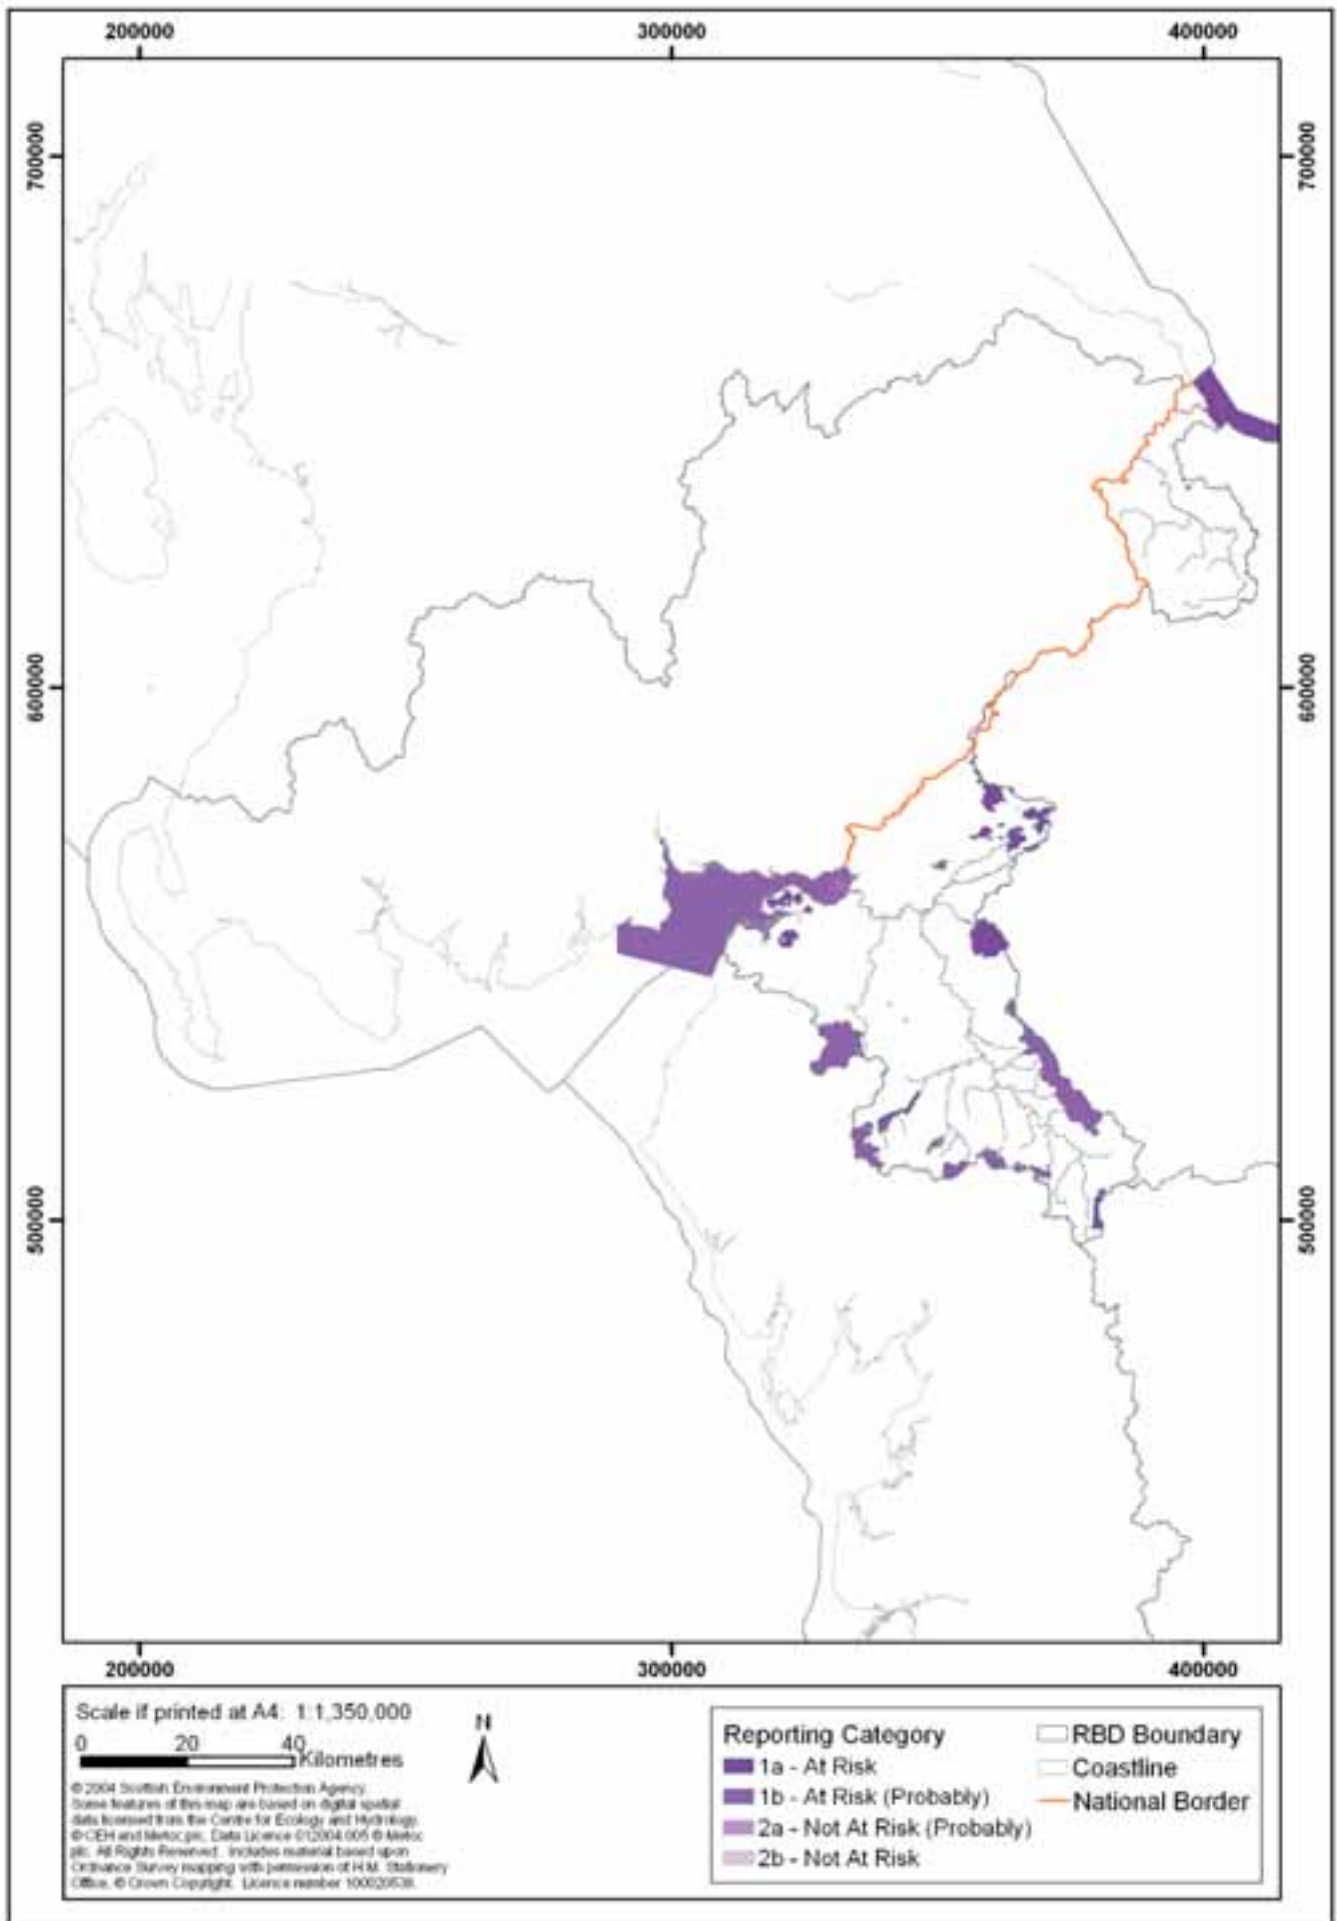 200000 300000 400000
700000 700000
600000 600000
500000 500000
200000 300000 400000
Scale if printed at A4: 1:1,350,000
0 20 40
Kilometres
N
© 2004 Scottish Environment Protection Agency.
Some features of this map are based on digital spatial
data licensed from the Centre for Ecology and Hydrology,
© CEH and Metoc plc, Data Licence 012004.005 © Metoc
plc. All Rights Reserved. Includes material based upon
Ordnance Survey mapping with permission of H.M. Stationery
Office, © Crown Copyright. Licence number
Reporting Category
1a - At Risk
1b - At Risk (Probably)
2a - Not At Risk (Probably)
2b - Not At Risk
RBD Boundary
Coastline
National Border